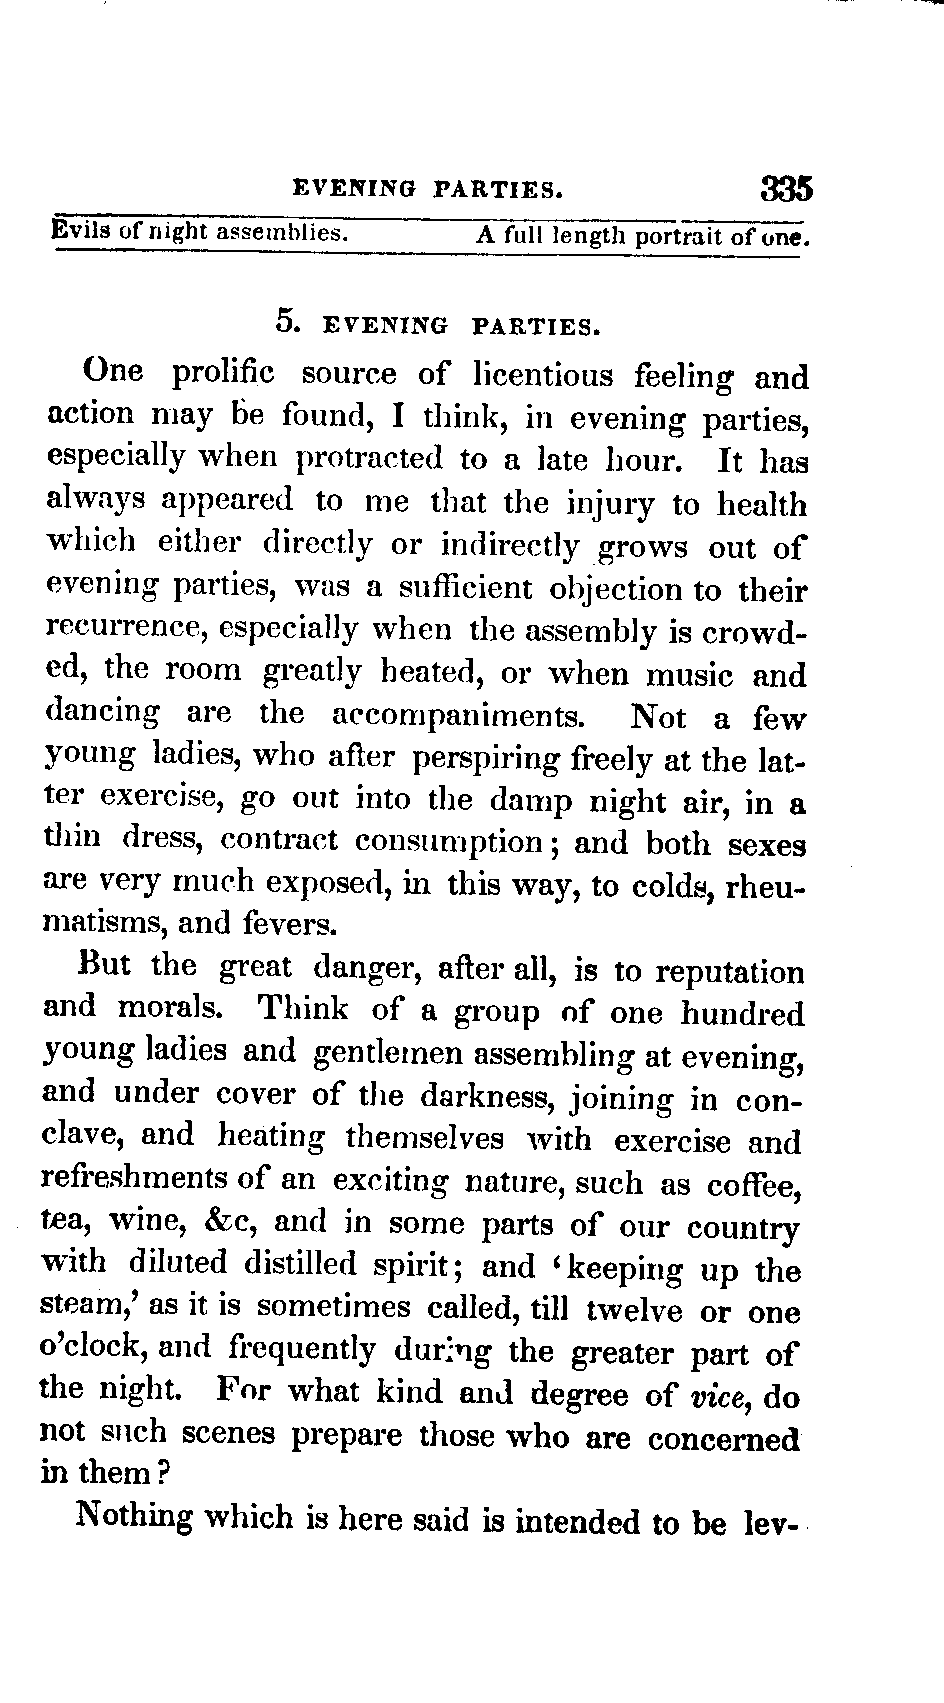 EVENING PARTIES. 335
Evils of night assemblies. A full length portrait of one.
5. EVENING PARTIES.
One prolific source of licentious feeling and
action may be found, I think, in evening parties,
especially when protracted to a late hour. It has
always appeared to me that the injury to health
which either directly or indirectly grows out of
evening parties, was a sufficient objection to their
recurrence, especially when the assembly is crowd-
ed, the room greatly heated, or when music and
dancing are the accompaniments. Not a few
young ladies, who after perspiring freely at the lat-
ter exercise, go out into the damp night air, in a
thin dress, contract consumption; and both sexes
are very much exposed, in this way, to colds, rheu-
matisms, and fevers.
But the great danger, after all, is to reputation
and morals. Think of a group of one hundred
young ladies and gentlemen assembling at evening,
and under cover of the darkness, joining in con-
clave, and heating themselves with exercise and
refreshments of an exciting nature, such as coffee,
tea, wine, &c, and in some parts of our country
with diluted distilled spirit; and ‘keeping up the
steam,’ as it is sometimes called, till twelve or one
o’clock, and frequently during the greater part of
the night. For what kind and degree of vice, do
not such scenes prepare those who are concerned
in them?
Nothing which is here said is intended to be lev-